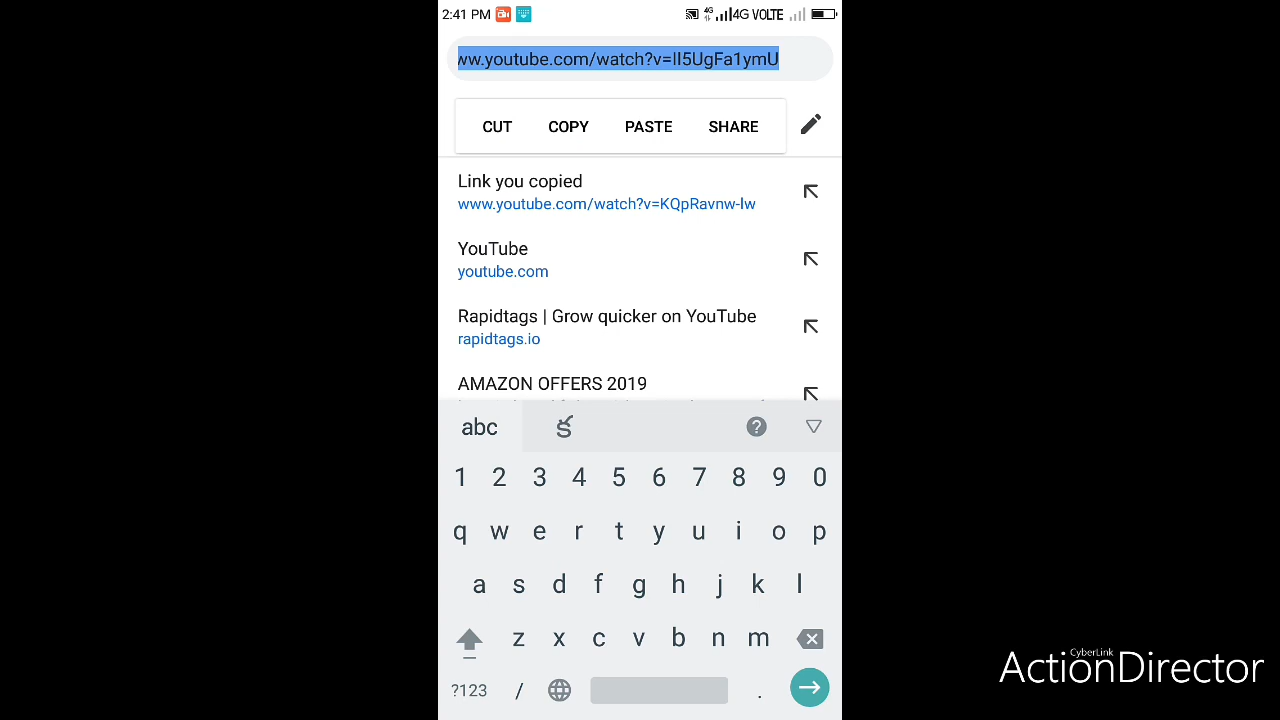 2:41 PM 4G 4G VOLTE
ww.youtube.com/watch?v=II5UgFa1ymU
CUT COPY PASTE SHARE
Link you copied
www.youtube.com/watch?v=KQpRavnw-lw
YouTube
youtube.com
Rapidtags | Grow quicker on YouTube
rapidtags.io
AMAZON OFFERS 2019
abc క ?
1 2 3 4 5 6 7 8 9 0
q w e r t y u i o p
a s d f g h j k l
z x c v b n m
?123 / .
CyberLink
ActionDirector